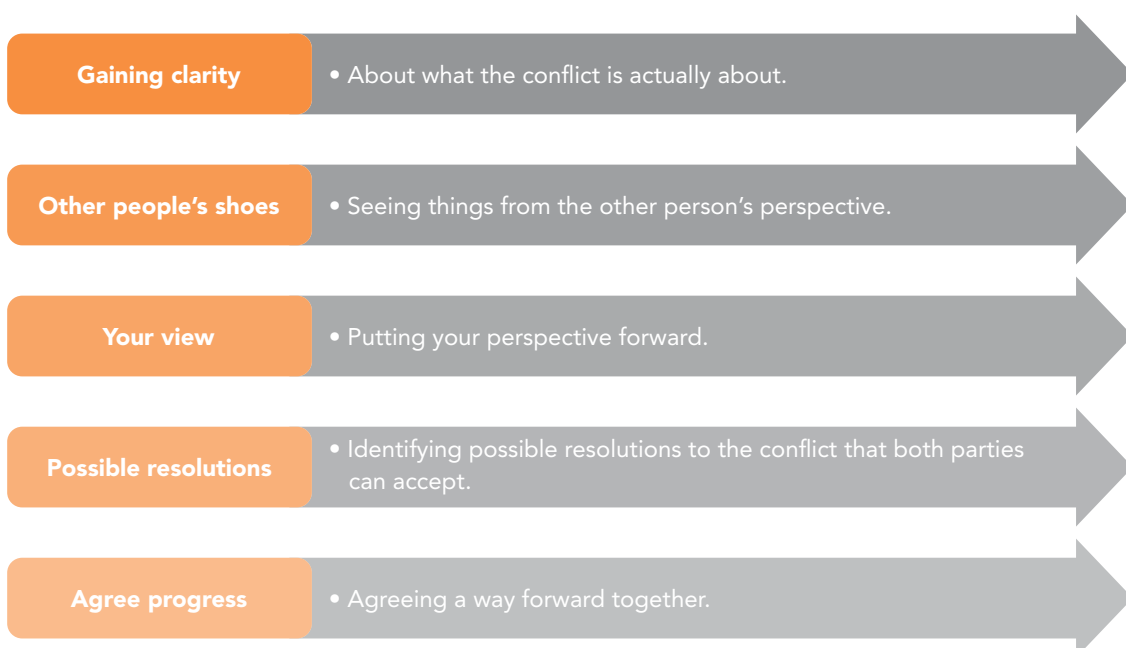 Gaining clarity
• About what the conflict is actually about.
Other people’s shoes
• Seeing things from the other person’s perspective.
Your view
• Putting your perspective forward.
Possible resolutions
• Identifying possible resolutions to the conflict that both parties
can accept.
Agree progress
• Agreeing a way forward together.